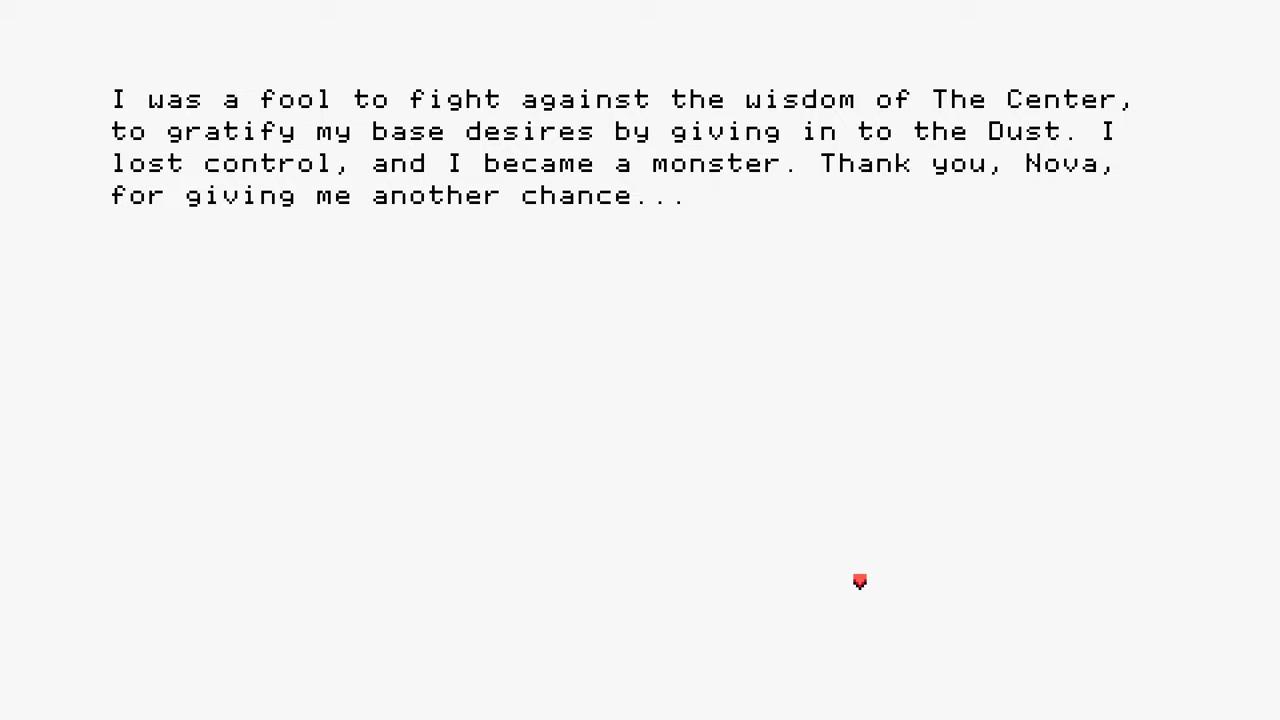 I was a fool to fight against the wisdom of The Center,
to gratify my base desires by giving in to the Dust. I
lost control, and I became a monster. Thank you, Nova,
for giving me another chance...